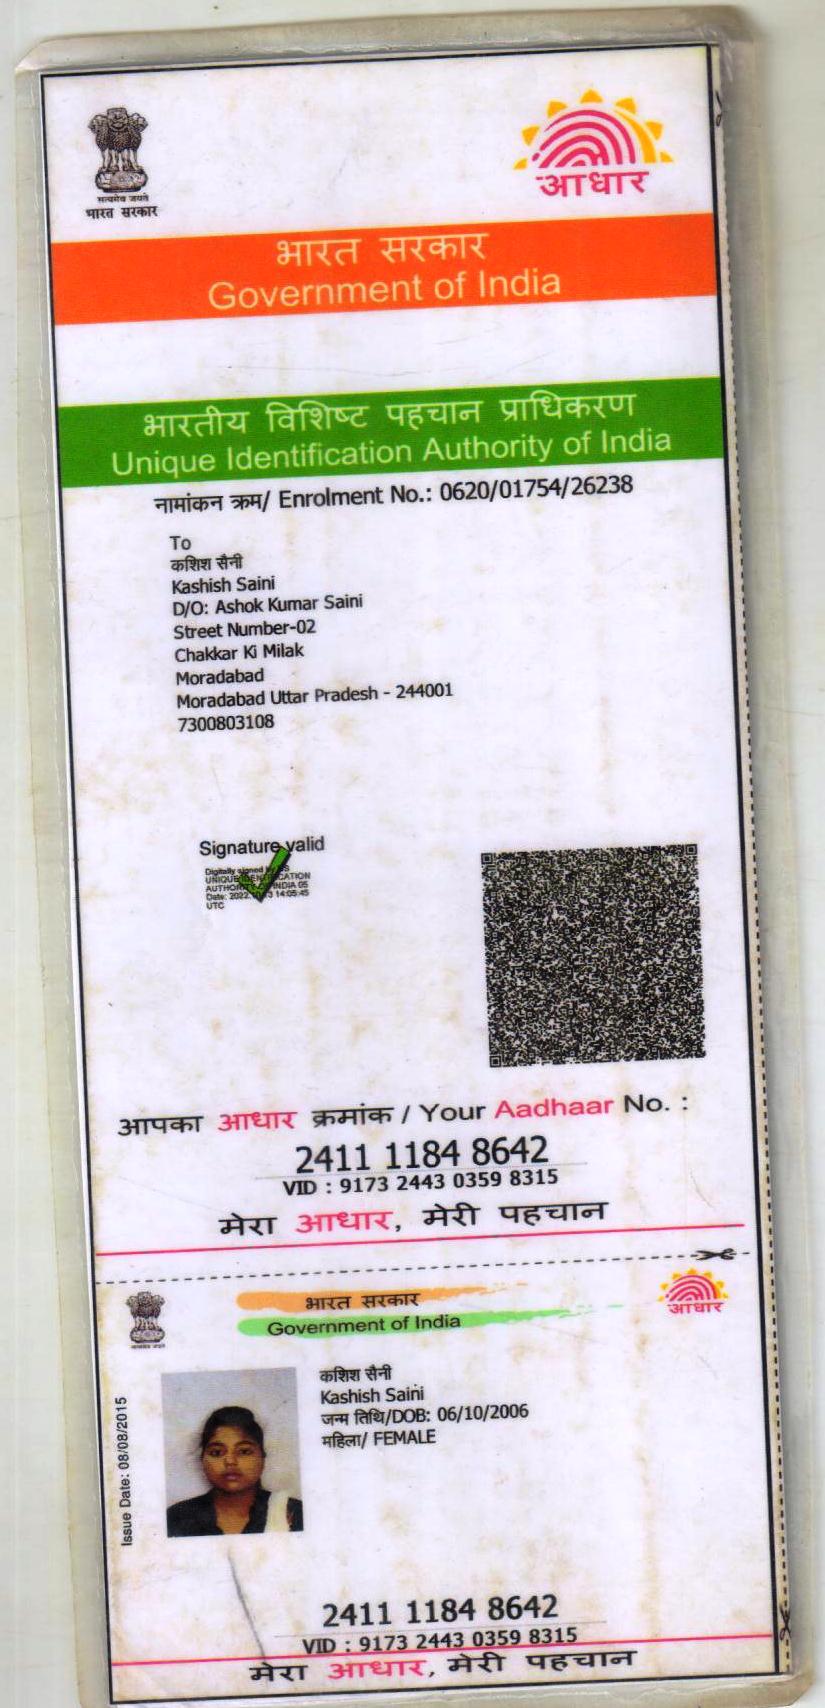 सत्यमेव जयते
भारत सरकार
आधार
भारत सरकार
Government of India
भारतीय विशिष्ट पहचान प्राधिकरण
Unique Identification Authority of India
नामांकन क्रम/ Enrolment No.: 0620/01754/26238
To
कशिश सैनी
Kashish Saini
D/O: Ashok Kumar Saini
Street Number-02
Chakkar Ki Milak
Moradabad
Moradabad Uttar Pradesh - 244001
7300803108
Signature valid
Digitally signed
INDIA 05
Date: 14:05:45
UTC
आपका आधार क्रमांक / Your Aadhaar No. :
2411 1184 8642
VID : 9173 2443 0359 8315
मेरा आधार, मेरी पहचान
भारत सरकार
Government of India
आधार
Issue Date: 08/08/2015
कशिश सैनी
Kashish Saini
जन्म तिथि/DOB: 06/10/2006
महिला/ FEMALE
2411 1184 8642
VID : 9173 2443 0359 8315
मेरा आधार, मेरी पहचान